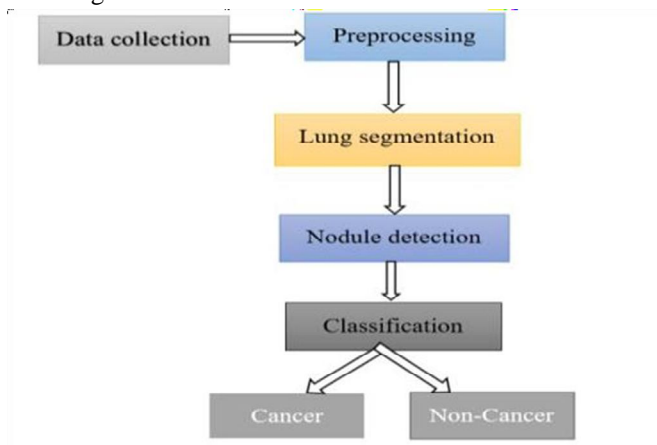 Data collection
Preprocessing
Lung segmentation
Nodule detection
Classification
Cancer
Non-Cancer